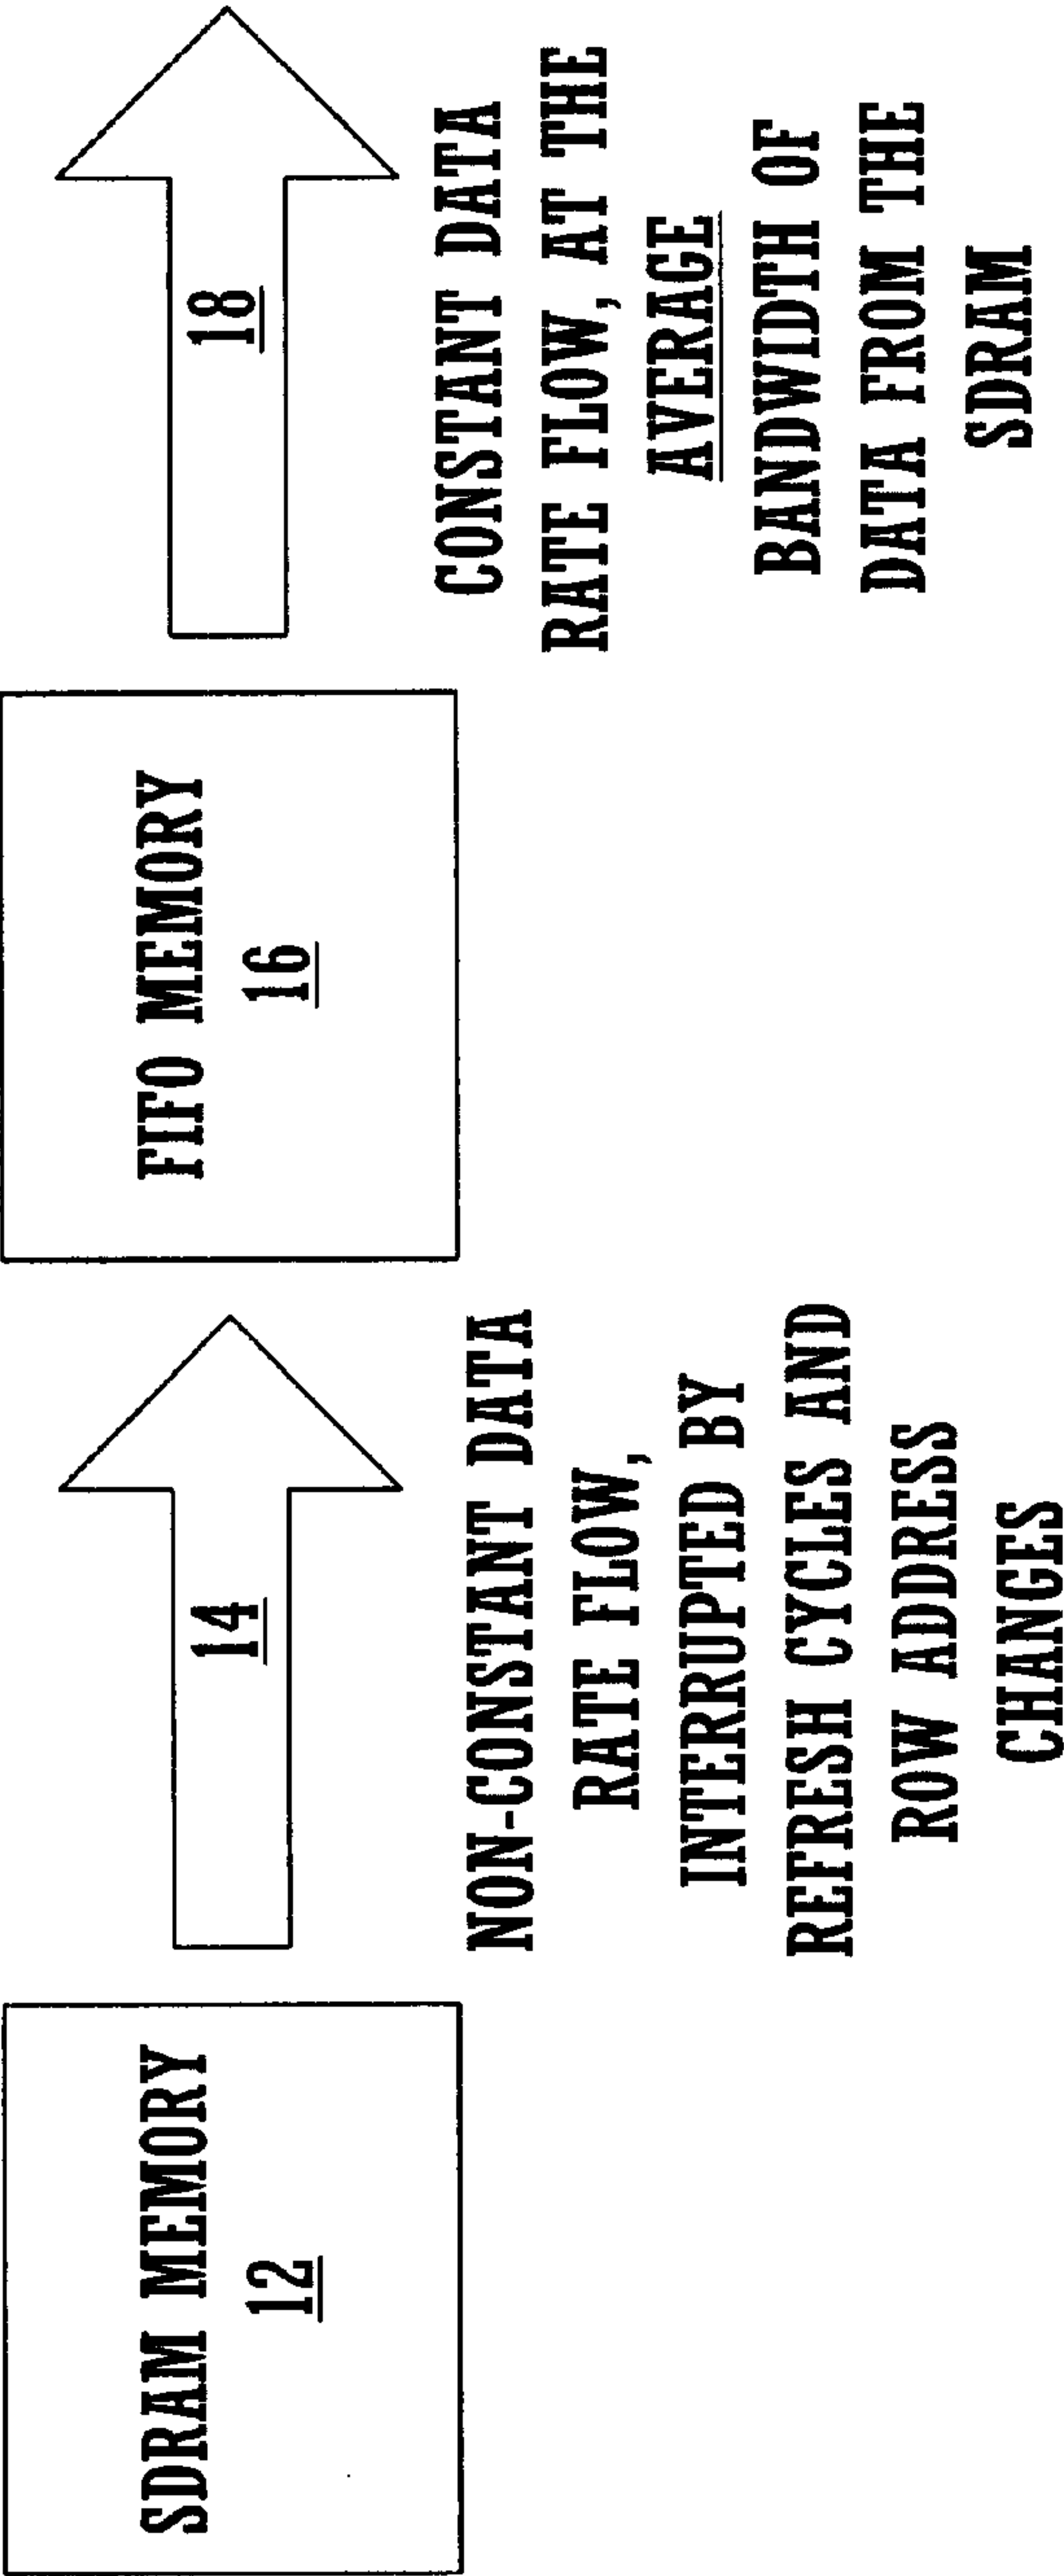 SDRAM MEMORY
12
14
NON-CONSTANT DATA
RATE FLOW,
INTERRUPTED BY
REFRESH CYCLES AND
ROW ADDRESS
CHANGES
FIFO MEMORY
16
18
CONSTANT DATA
RATE FLOW, AT THE
AVERAGE
BANDWIDTH OF
DATA FROM THE
SDRAM